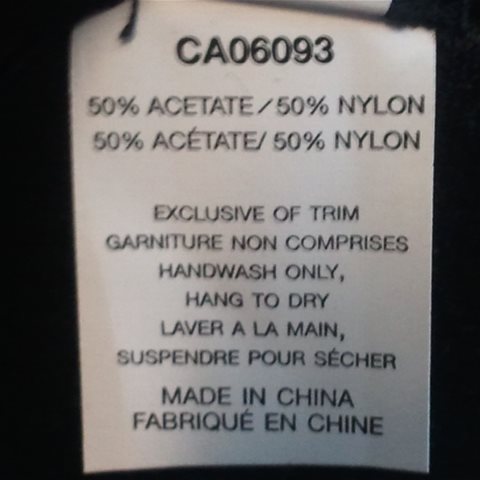 CA06093
50% ACETATE/50% NYLON
50% ACÉTATE/ 50% NYLON
EXCLUSIVE OF TRIM
GARNITURE NON COMPRISES
HANDWASH ONLY,
HANG TO DRY
LAVER A LA MAIN,
SUSPENDRE POUR SÉCHER
MADE IN CHINA
FABRIQUÉ EN CHINE